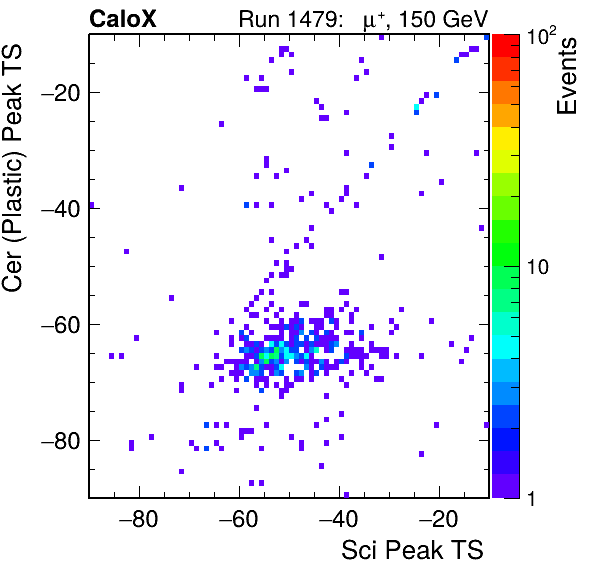 CaloX Run 1479: μ⁺, 150 GeV
Cer (Plastic) Peak TS
−20
−40
−60
−80
−80 −60 −40 −20
Sci Peak TS
10²
10
1
Events